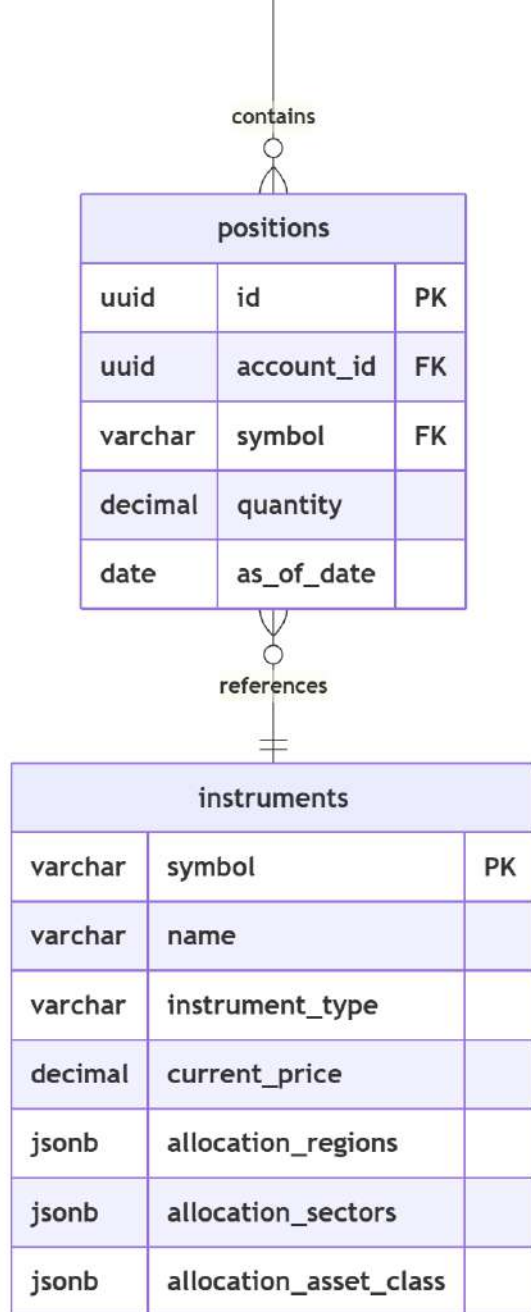 contains
positions
uuid id PK
uuid account_id FK
varchar symbol FK
decimal quantity
date as_of_date
references
instruments
varchar symbol PK
varchar name
varchar instrument_type
decimal current_price
jsonb allocation_regions
jsonb allocation_sectors
jsonb allocation_asset_class